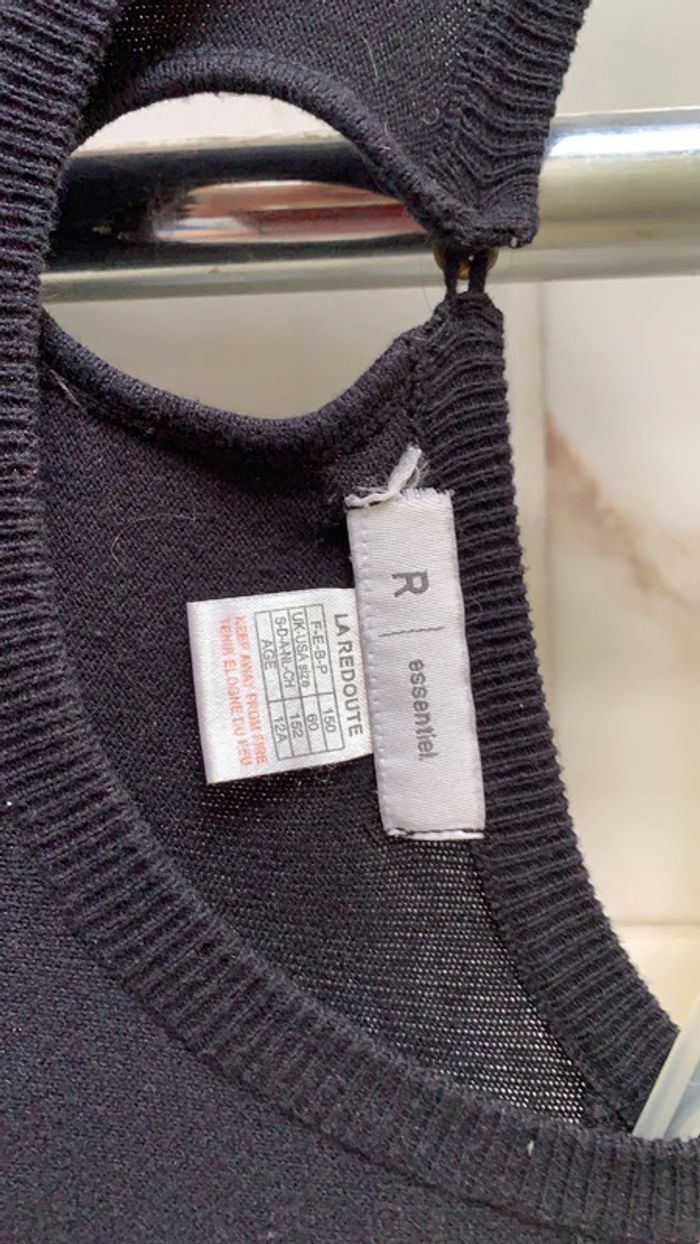 R | essentiel.
LA REDOUTE
F-E-B-P 150
UK-USA size 60
S-D-A-NL-CH 152
AGE 12A
KEEP AWAY FROM FIRE
TENIR ELOIGNE DU FEU